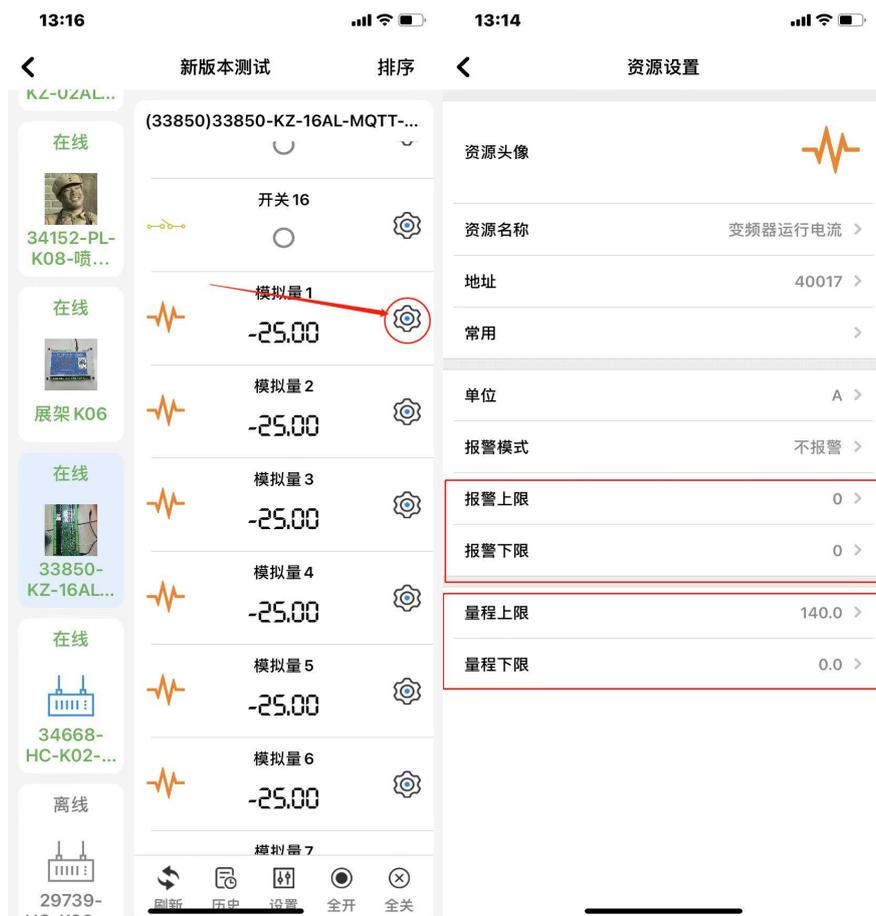 13:16
新版本测试
排序
KZ-02AL...
在线
34152-PL-
K08-喷...
在线
展架K06
在线
33850-
KZ-16AL...
在线
34668-
HC-K02-...
离线
29739-
(33850)33850-KZ-16AL-MQTT-...
开关16
模拟量1
-25.00
模拟量2
-25.00
模拟量3
-25.00
模拟量4
-25.00
模拟量5
-25.00
模拟量6
-25.00
模拟量7
刷新
历史
设置
全开
全关
13:14
资源设置
资源头像
资源名称 变频器运行电流
地址 40017
常用
单位 A
报警模式 不报警
报警上限 0
报警下限 0
量程上限 140.0
量程下限 0.0